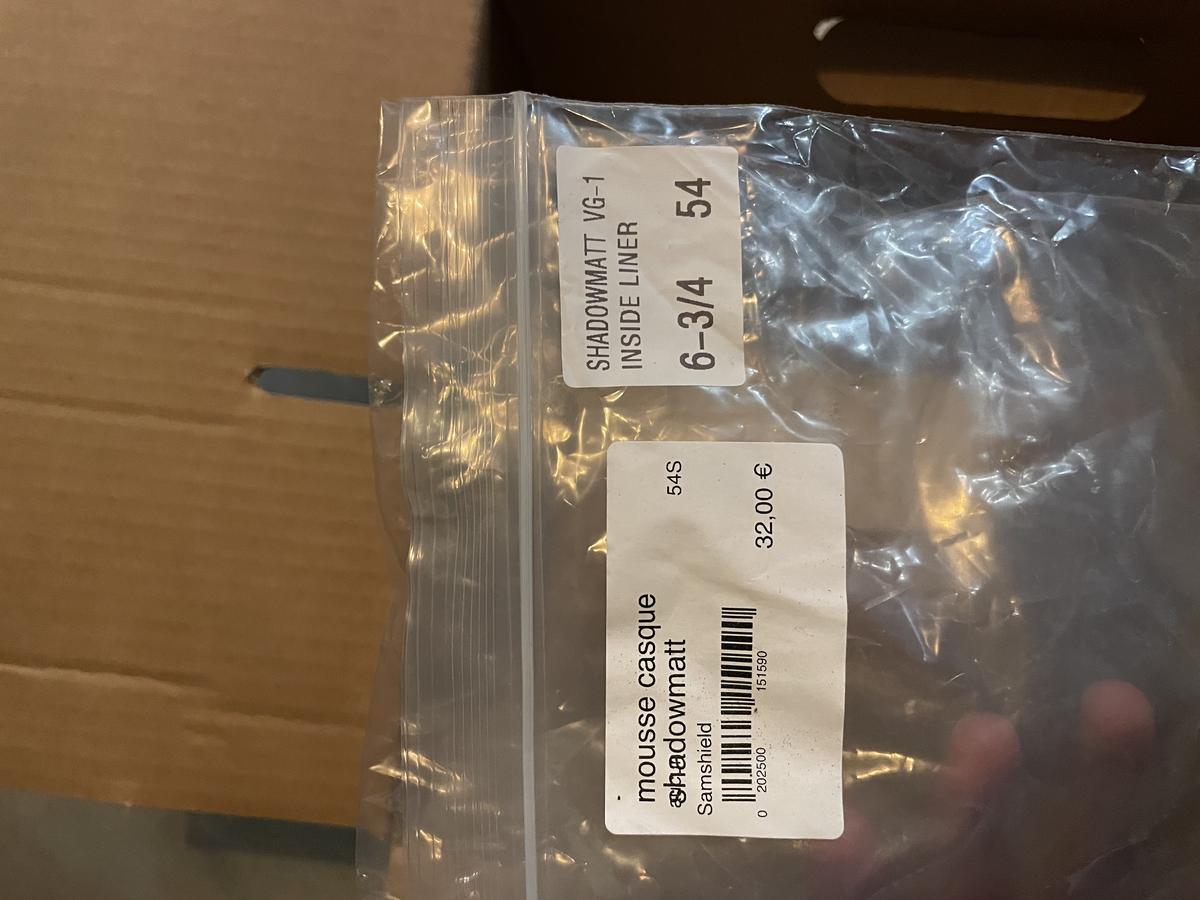 SHADOWMATT VG-1
INSIDE LINER
6-3/4 54
mousse casque
shadowmatt
Samshield
54S
32,00 €
0 202500 151590